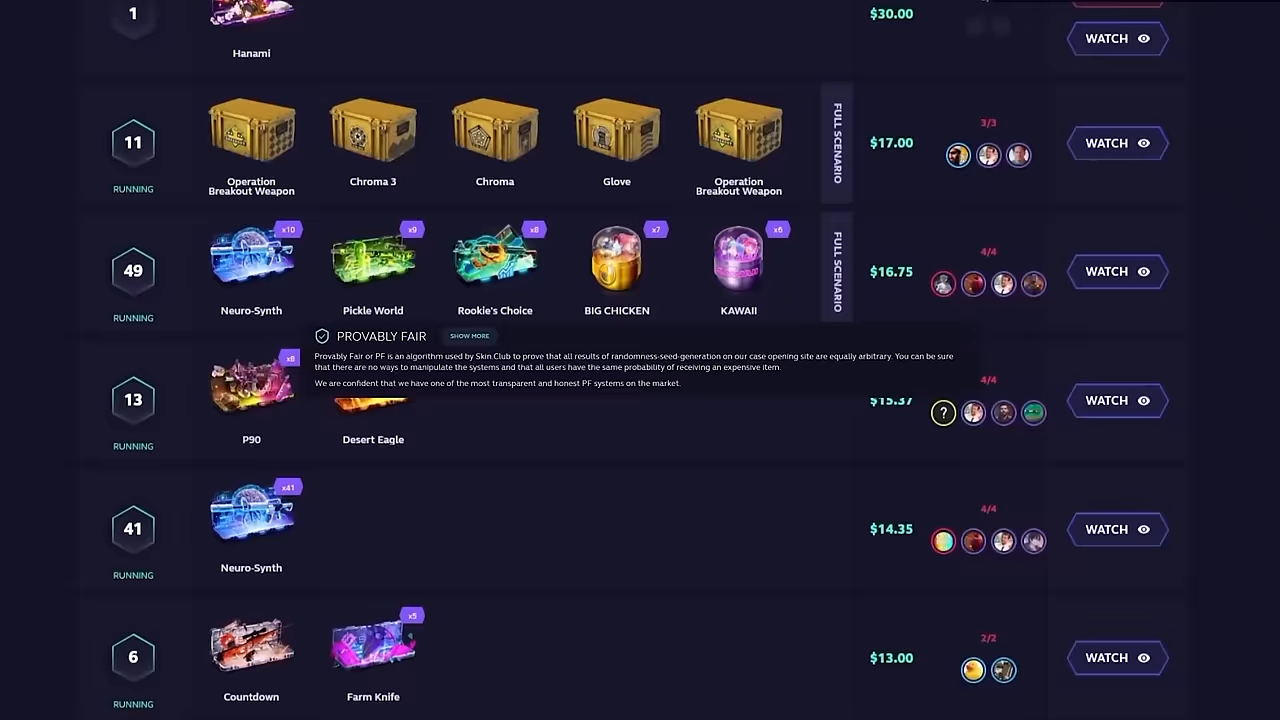 1
$30.00
WATCH
Hanami
11
RUNNING
Operation
Breakout Weapon
Chroma 3
Chroma
Glove
Operation
Breakout Weapon
FULL SCENARIO
$17.00
3/3
WATCH
49
RUNNING
x10
Neuro-Synth
x9
Pickle World
x8
Rookie's Choice
x7
BIG CHICKEN
x6
KAWAII
FULL SCENARIO
$16.75
4/4
WATCH
PROVABLY FAIR
SHOW MORE
Provably Fair or PF is an algorithm used by Skin.Club to prove that all results of randomness-seed-generation on our case opening site are equally arbitrary. You can be sure
that there are no ways to manipulate the systems and that all users have the same probability of receiving an expensive item.
We are confident that we have one of the most transparent and honest PF systems on the market.
13
RUNNING
x8
P90
Desert Eagle
$15.37
4/4
?
WATCH
41
RUNNING
x41
Neuro-Synth
$14.35
4/4
WATCH
6
RUNNING
Countdown
x5
Farm Knife
$13.00
2/2
WATCH